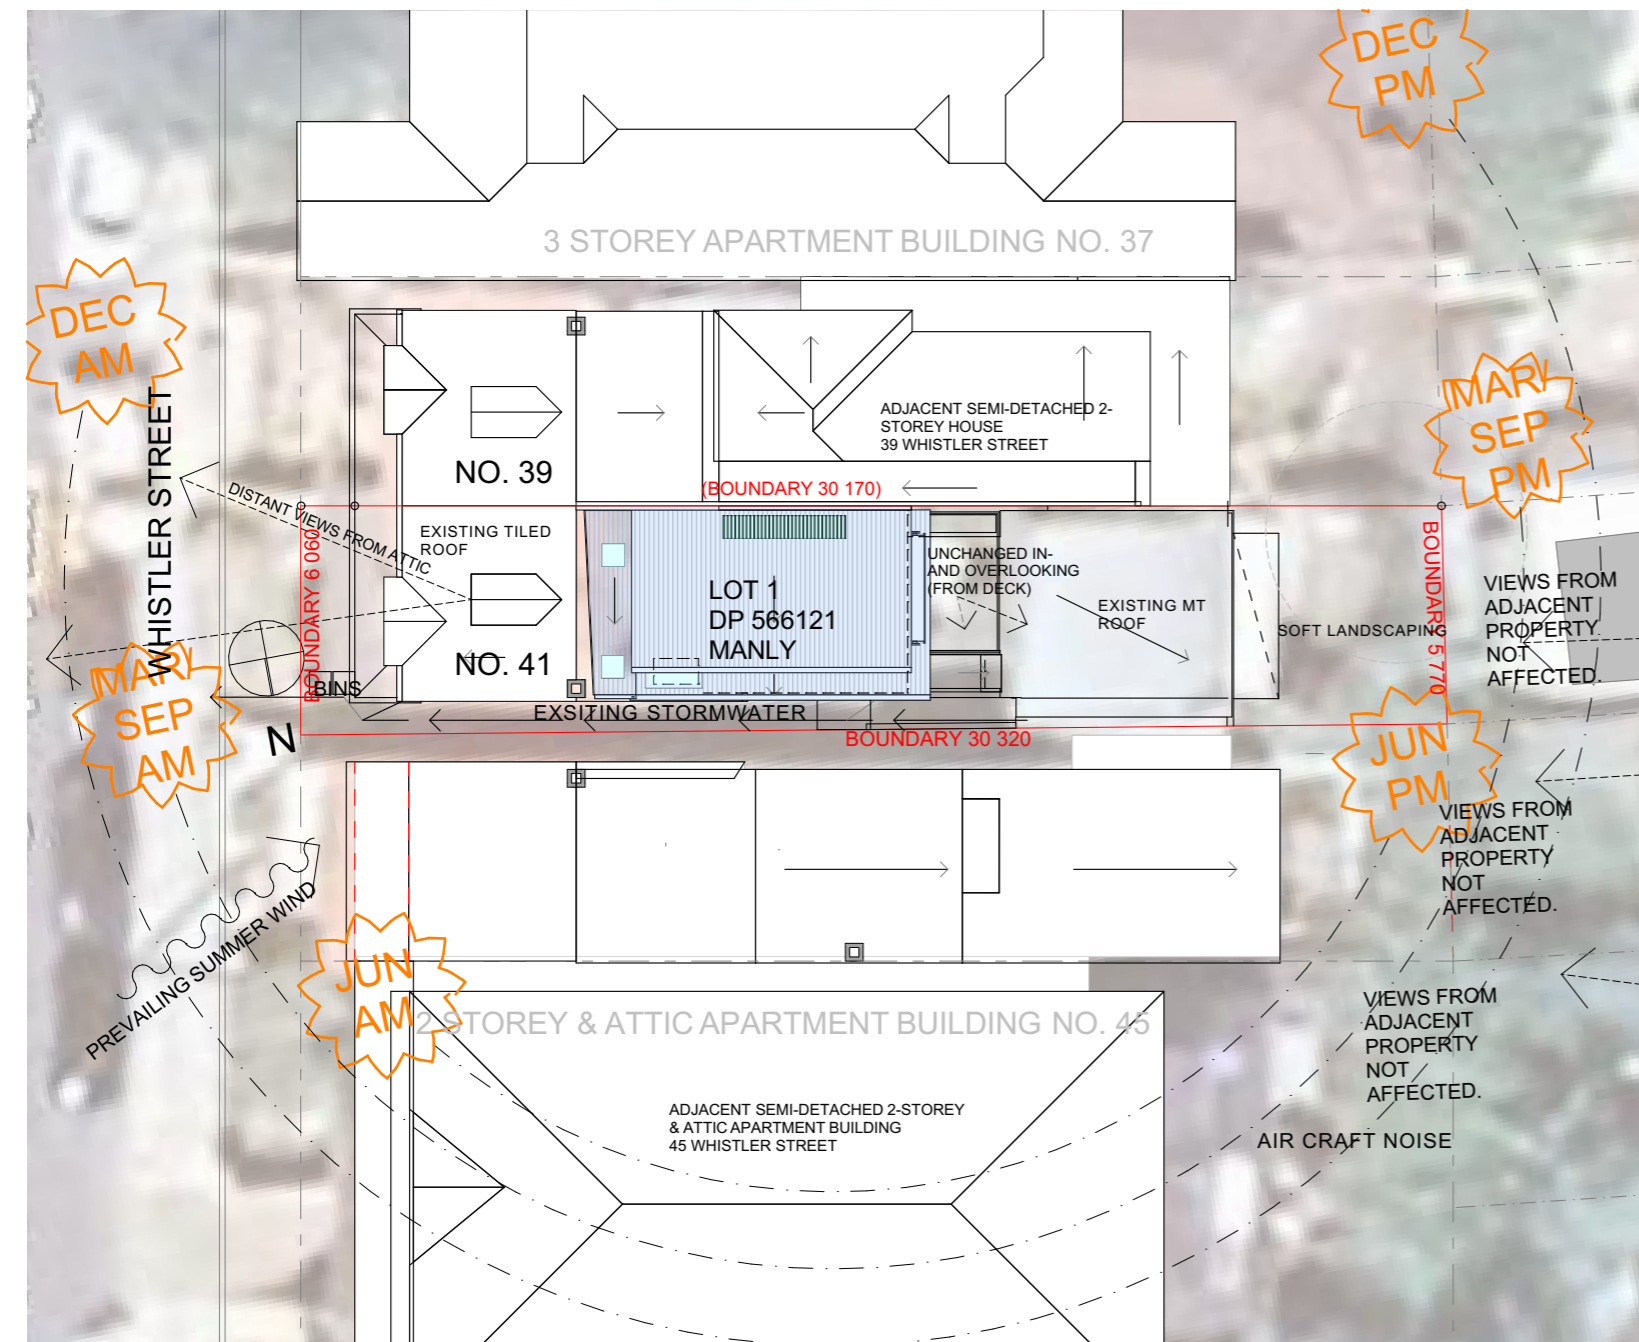 DEC
PM
3 STOREY APARTMENT BUILDING NO. 37
DEC
AM
WHISTLER STREET
MAR/
SEP
PM
ADJACENT SEMI-DETACHED 2-
STOREY HOUSE
39 WHISTLER STREET
NO. 39
(BOUNDARY 30 170)
DISTANT VIEWS FROM ATTIC
EXISTING TILED
ROOF
BOUNDARY 6 060
UNCHANGED IN-
AND OVERLOOKING
(FROM DECK)
LOT 1
DP 566121
MANLY
EXISTING MT
ROOF
SOFT LANDSCAPING
BOUNDARY 5 770
VIEWS FROM
ADJACENT
PROPERTY
NOT
AFFECTED.
NO. 41
BINS
MAR/
SEP
AM
N
EXSITING STORMWATER
BOUNDARY 30 320
JUN
PM
VIEWS FROM
ADJACENT
PROPERTY
NOT
AFFECTED.
PREVAILING SUMMER WIND
JUN
AM
2 STOREY & ATTIC APARTMENT BUILDING NO. 45
VIEWS FROM
ADJACENT
PROPERTY
NOT
AFFECTED.
ADJACENT SEMI-DETACHED 2-STOREY
& ATTIC APARTMENT BUILDING
45 WHISTLER STREET
AIR CRAFT NOISE